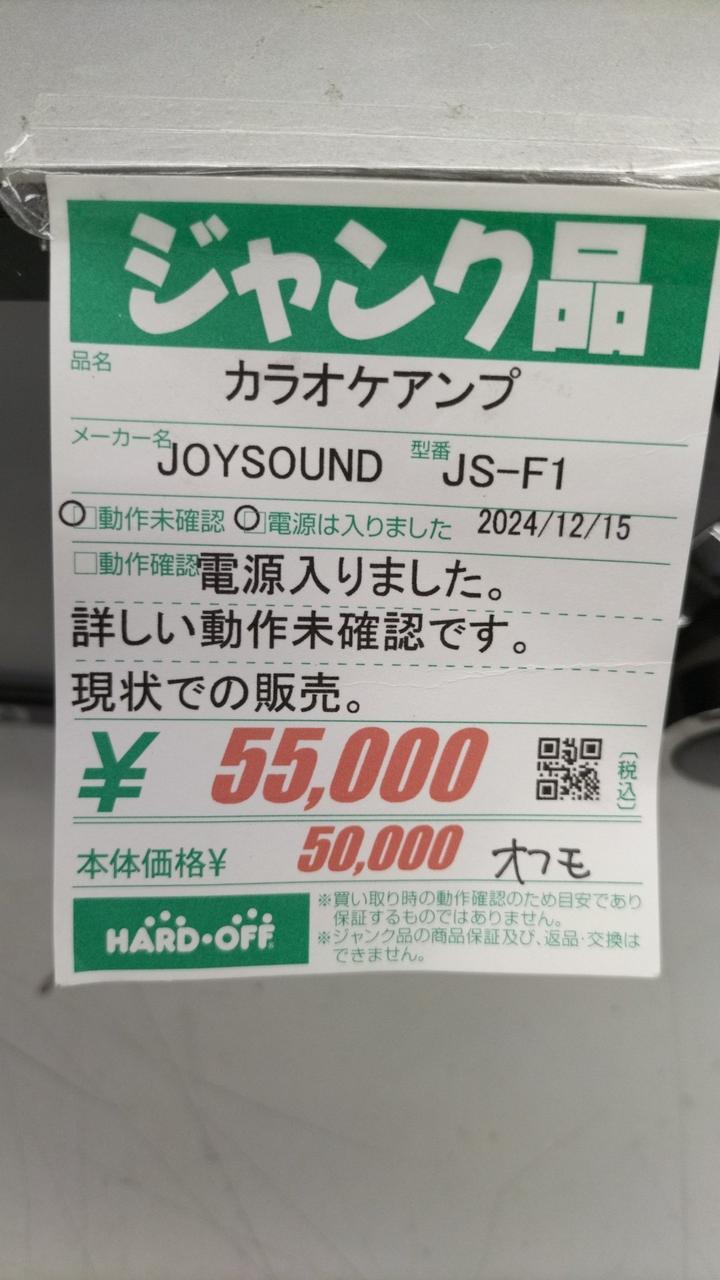 ジャンク品
品名 カラオケアンプ
メーカー名 JOYSOUND 型番 JS-F1
○□動作未確認 ○□電源は入りました 2024/12/15
□動作確認 電源入りました。
詳しい動作未確認です。
現状での販売。
¥ 55,000 〔税込〕
本体価格¥ 50,000 オフモ
HARD・OFF
※買い取り時の動作確認のため目安であり
保証するものではありません。
※ジャンク品の商品保証及び、返品・交換は
できません。